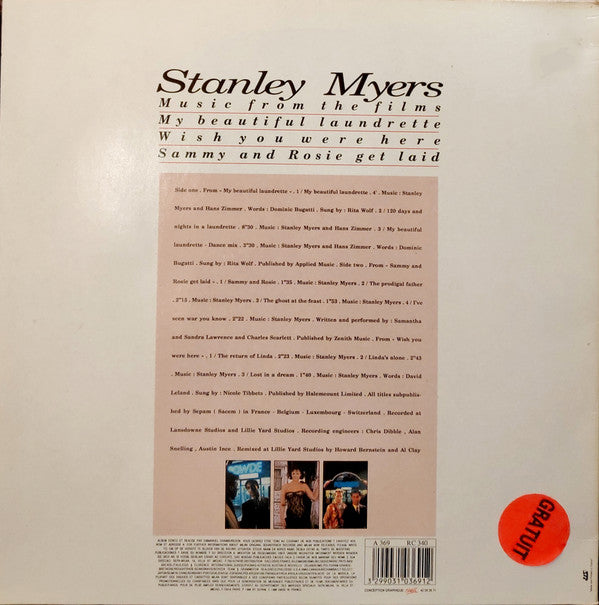 Stanley Myers
Music from the films
My beautiful laundrette
Wish you were here
Sammy and Rosie get laid
Side one . From « My beautiful laundrette » . 1 / My beautiful laundrette . 4' . Music : Stanley
Myers and Hans Zimmer . Words : Dominic Bugatti . Sung by : Rita Wolf . 2 / 120 days and
nights in a laundrette . 8"30 . Music : Stanley Myers and Hans Zimmer . 3 / My beautiful
laundrette - Dance mix . 3"30 . Music : Stanley Myers and Hans Zimmer . Words : Dominic
Bugatti . Sung by : Rita Wolf . Published by Applied Music . Side two . From « Sammy and
Rosie get laid » . 1 / Sammy and Rosie . 1"35 . Music : Stanley Myers . 2 / The prodigal father
. 2"15 . Music : Stanley Myers . 3 / The ghost at the feast . 1"53 . Music : Stanley Myers . 4 / I've
seen war you know . 2"22 . Music : Stanley Myers . Written and performed by : Samantha
and Sandra Lawrence and Charles Scarlett . Published by Zenith Music . From « Wish you
were here » . 1 / The return of Linda . 2"23 . Music : Stanley Myers . 2 / Linda's alone . 2"45
. Music : Stanley Myers . 3 / Lost in a dream . 1"40 . Music : Stanley Myers . Words : David
Leland . Sung by : Nicole Tibbets . Published by Halemcount Limited . All titles subpublis-
hed by Sepam ( Sacem ) in France - Belgium - Luxembourg - Switzerland . Recorded at
Lansdowne Studios and Lillie Yard Studios . Recording engineers : Chris Dibble , Alan
Snelling , Austin Ince . Remixed at Lillie Yard Studios by Howard Bernstein and Al Clay
A 369 RC 340
3 299031 036912
GRATUIT